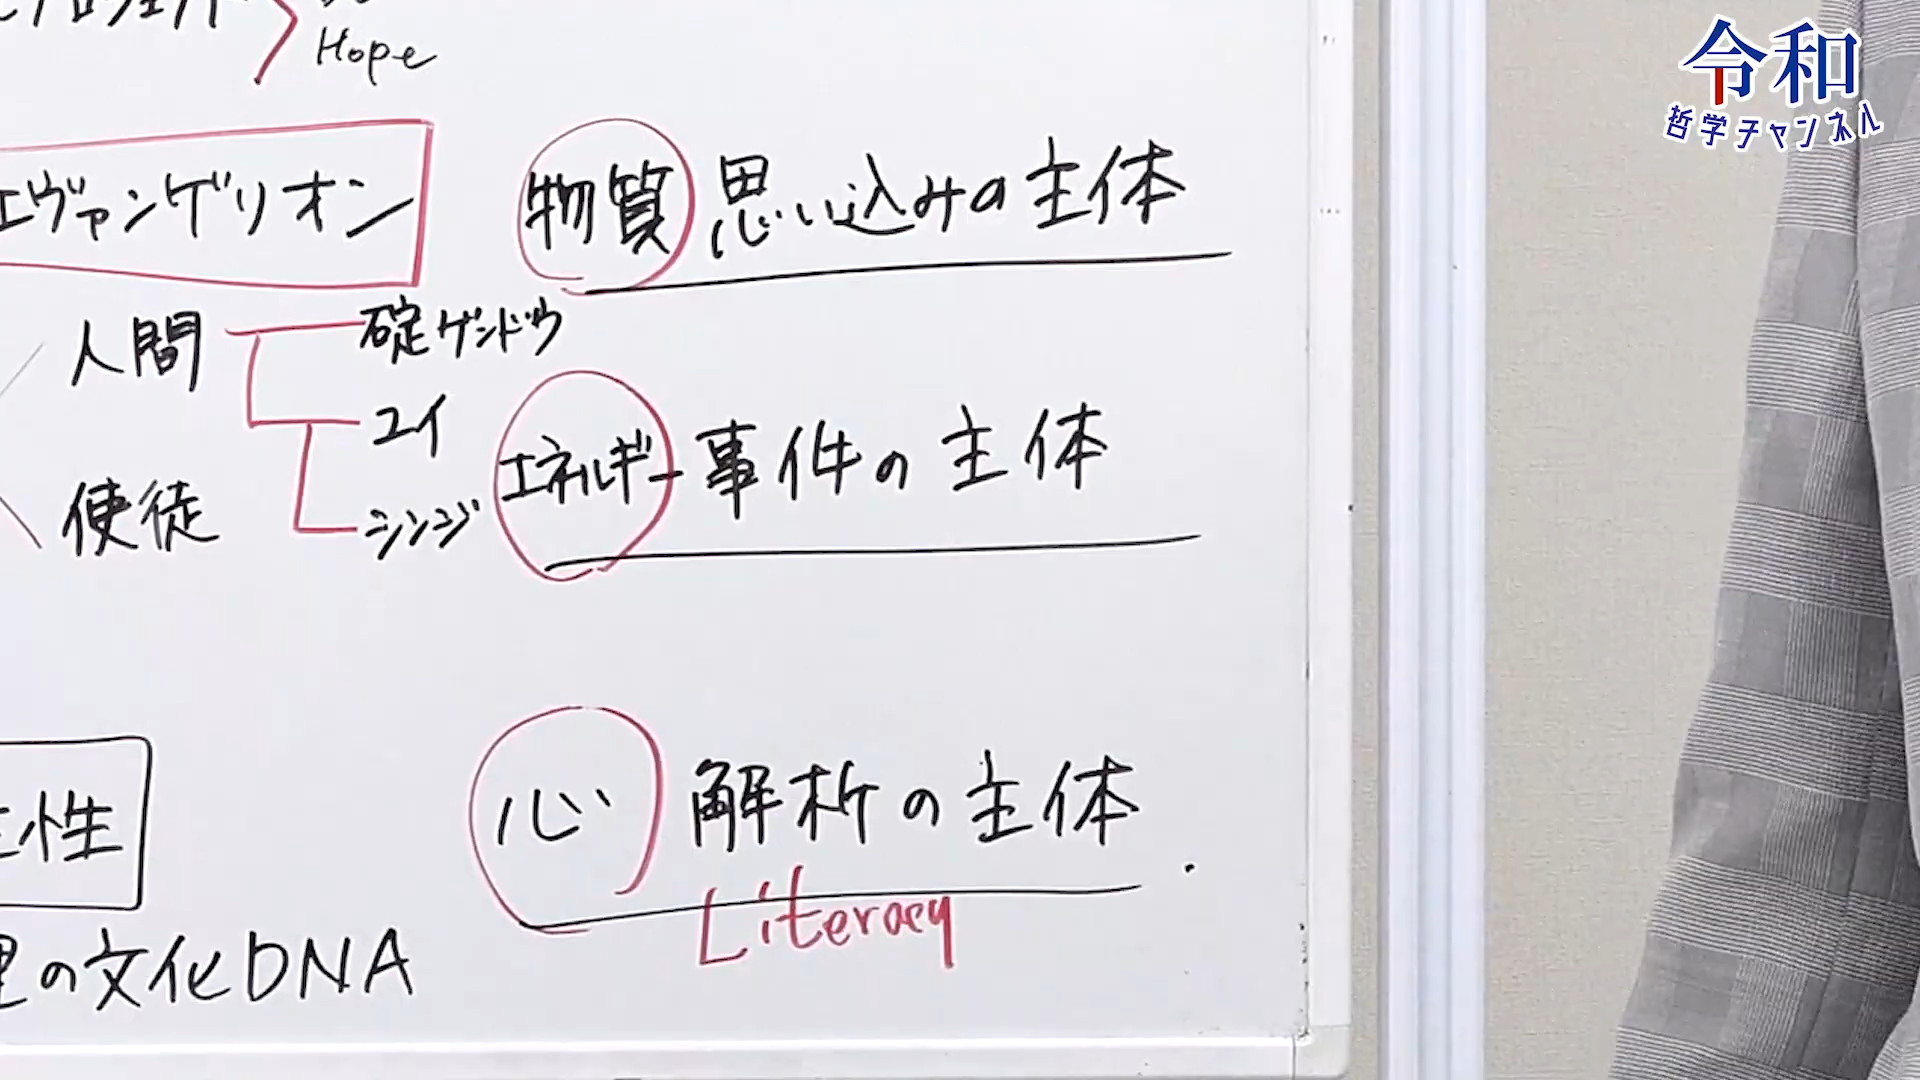 Hope
エヴァンゲリオン
人間
使徒
碇ゲンドウ
ユイ
シンジ
物質 思い込みの主体
エネルギー 事件の主体
心 解析の主体
Literacy
性
の文化DNA
令和
哲学チャンネル